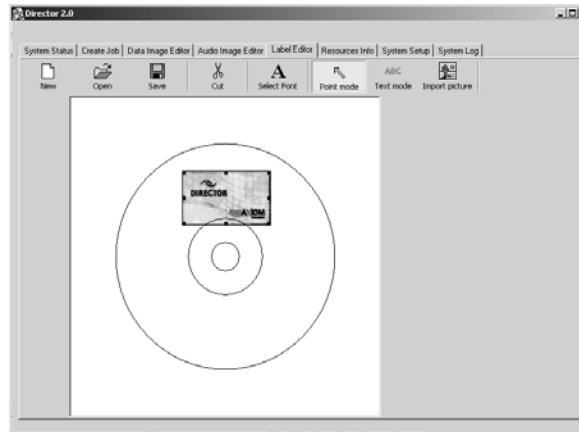 Director 2.0
System Status Create Job Data Image Editor Audio Image Editor Label Editor Resources Info System Setup System Log
New Open Save Cut Select Font Point mode ABC Text mode Import picture
DIRECTOR
AXIOM